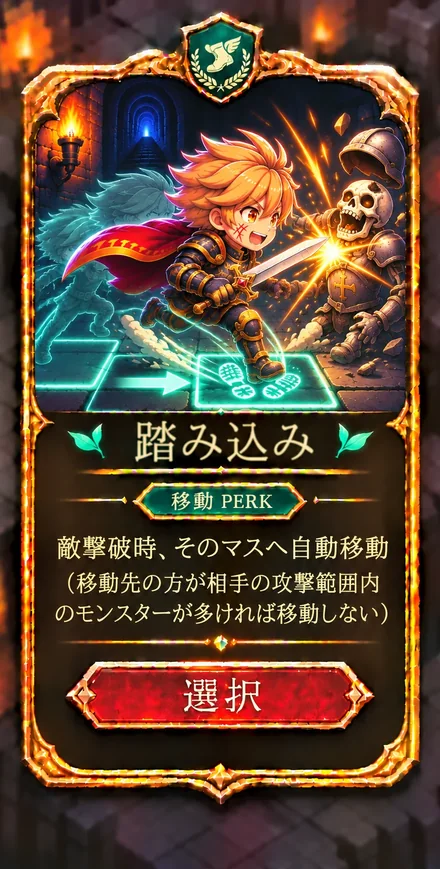 踏み込み
移動 PERK
敵撃破時、そのマスへ自動移動
（移動先の方が相手の攻撃範囲内
のモンスターが多ければ移動しない）
選択